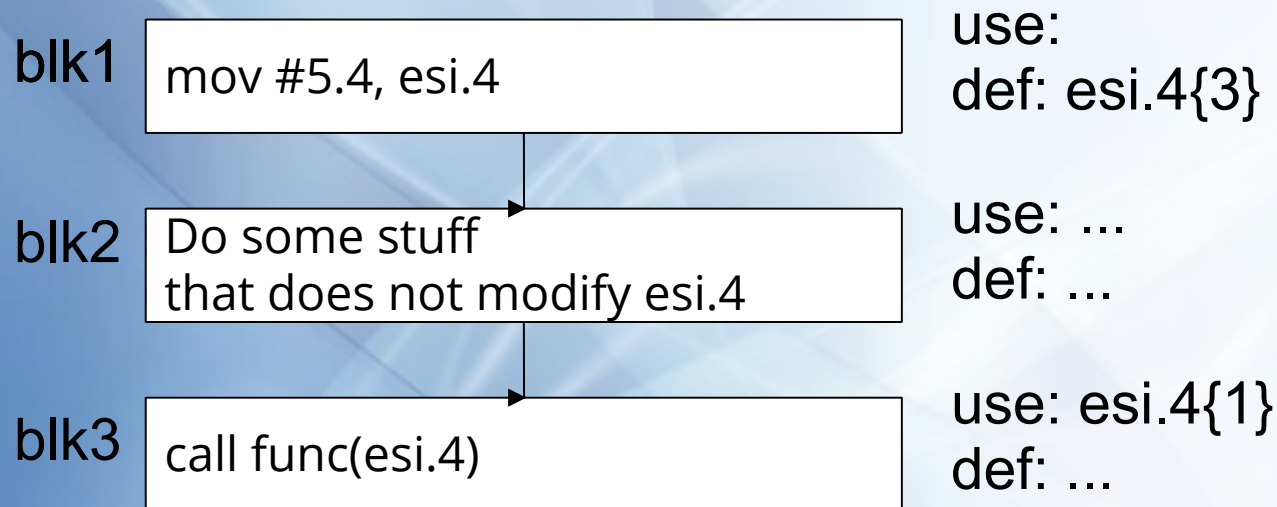 blk1
mov #5.4, esi.4
use:
def: esi.4{3}
blk2
Do some stuff
that does not modify esi.4
use: ...
def: ...
blk3
call func(esi.4)
use: esi.4{1}
def: ...